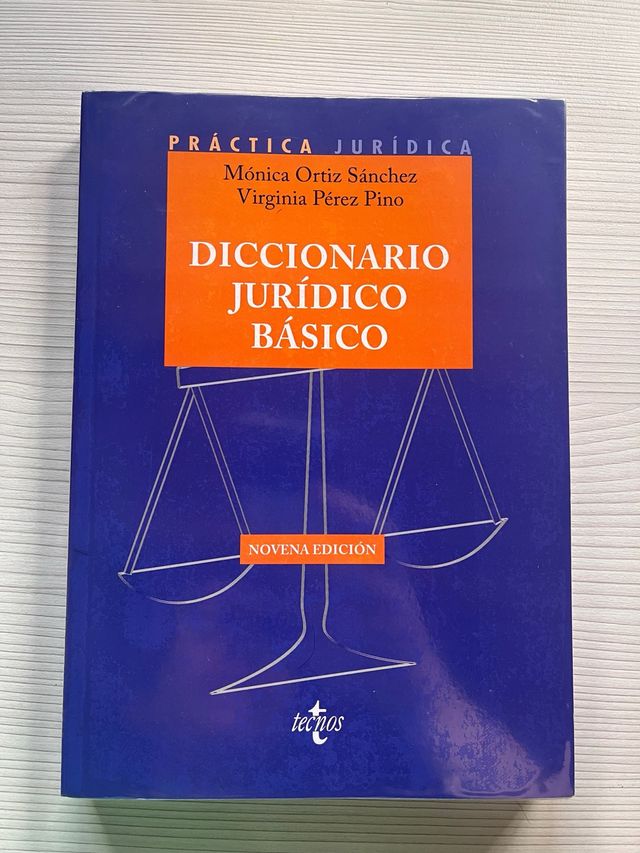 PRÁCTICA JURÍDICA
Mónica Ortiz Sánchez
Virginia Pérez Pino
DICCIONARIO
JURÍDICO
BÁSICO
NOVENA EDICIÓN
tecnos